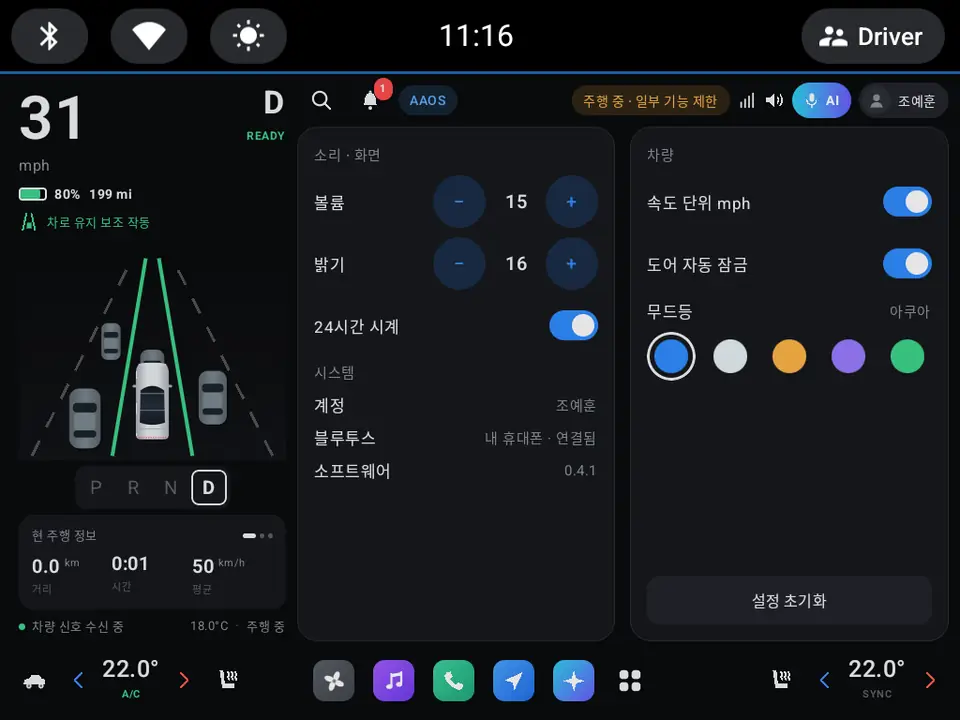 11:16
Driver
31
D
READY
mph
80% 199 mi
차로 유지 보조 작동
P R N D
현 주행 정보
0.0 km
거리
0:01
시간
50 km/h
평균
차량 신호 수신 중
18.0°C · 주행 중
1
AAOS
주행 중 · 일부 기능 제한
AI
조예훈
소리 · 화면
볼륨 − 15 +
밝기 − 16 +
24시간 시계
시스템
계정 조예훈
블루투스 내 휴대폰 · 연결됨
소프트웨어 0.4.1
차량
속도 단위 mph
도어 자동 잠금
무드등 아쿠아
설정 초기화
22.0°
A/C
22.0°
SYNC